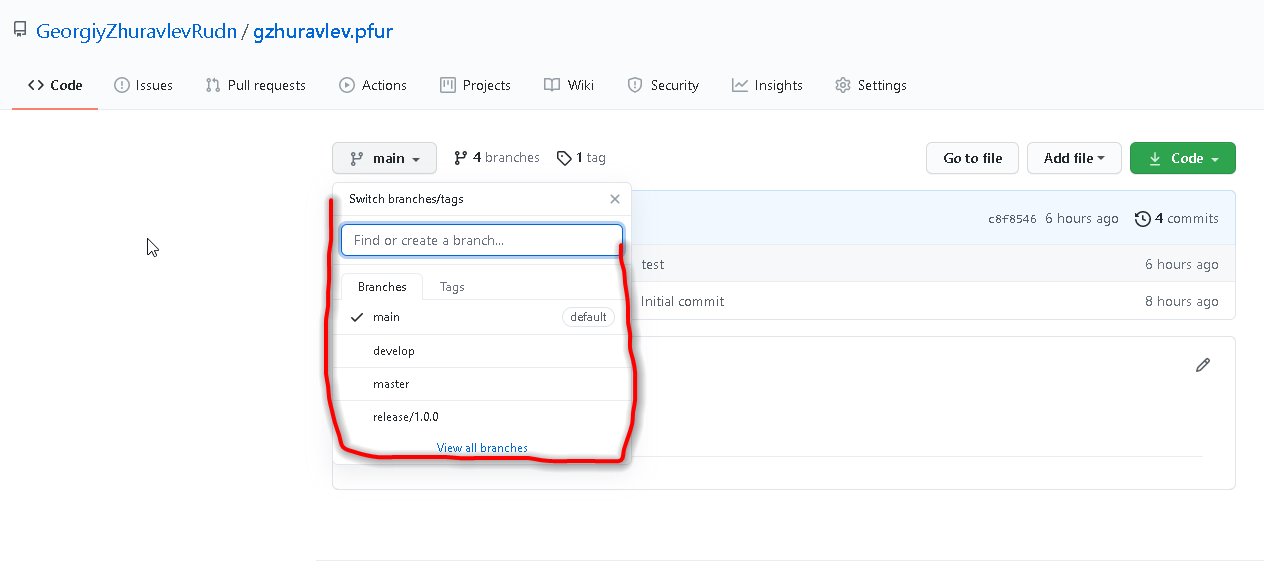 GeorgiyZhuravlevRudn / gzhuravlev.pfur
Code Issues Pull requests Actions Projects Wiki Security Insights Settings
main 4 branches 1 tag Go to file Add file Code
Switch branches/tags
c8f8546 6 hours ago 4 commits
Find or create a branch...
test 6 hours ago
Branches Tags
Initial commit 8 hours ago
main default
develop
master
release/1.0.0
View all branches